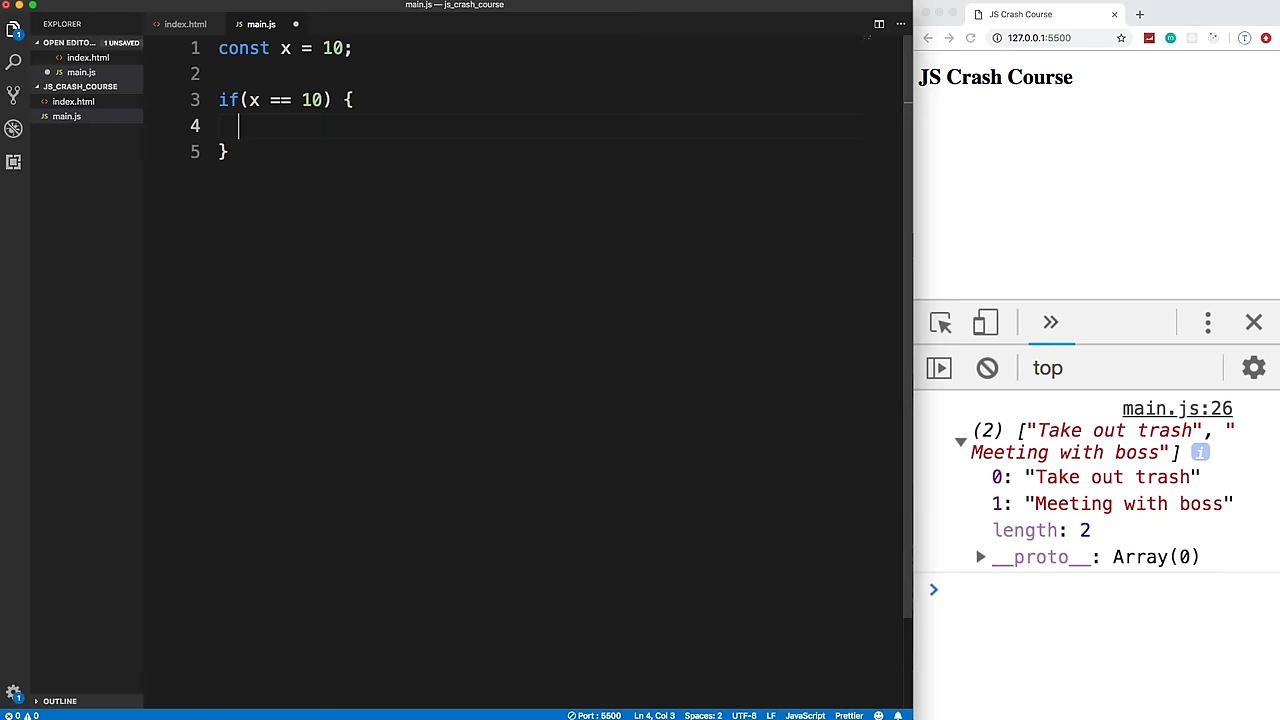 main.js — js_crash_course
EXPLORER
OPEN EDITO... 1 UNSAVED
index.html
main.js
JS_CRASH_COURSE
index.html
main.js
OUTLINE
index.html
JS main.js
1 const x = 10;
2
3 if(x == 10) {
4
5 }
0 0
Port : 5500 Ln 4, Col 3 Spaces: 2 UTF-8 LF JavaScript Prettier
JS Crash Course
127.0.0.1:5500
JS Crash Course
top
main.js:26
(2) ["Take out trash", "
Meeting with boss"]
0: "Take out trash"
1: "Meeting with boss"
length: 2
__proto__: Array(0)